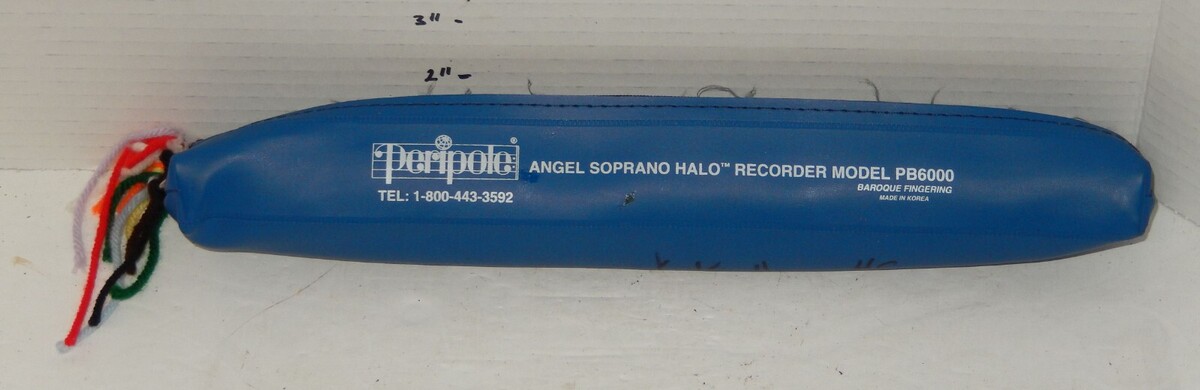 3" -
2" -
Peripole®
ANGEL SOPRANO HALO™ RECORDER MODEL PB6000
TEL: 1-800-443-3592
BAROQUE FINGERING
MADE IN KOREA